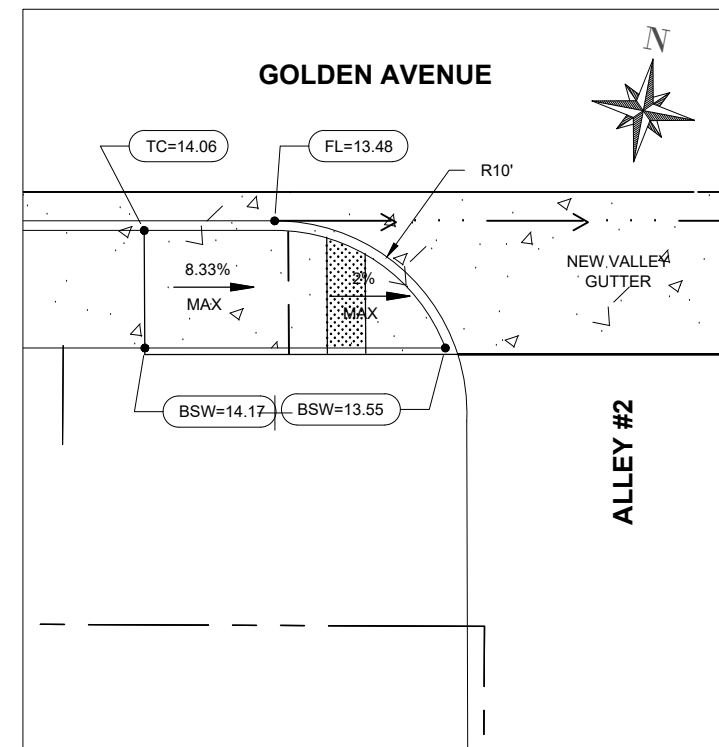 N
GOLDEN AVENUE
TC=14.06
FL=13.48
R10'
8.33%
MAX
2%
MAX
NEW VALLEY
GUTTER
BSW=14.17
BSW=13.55
ALLEY #2